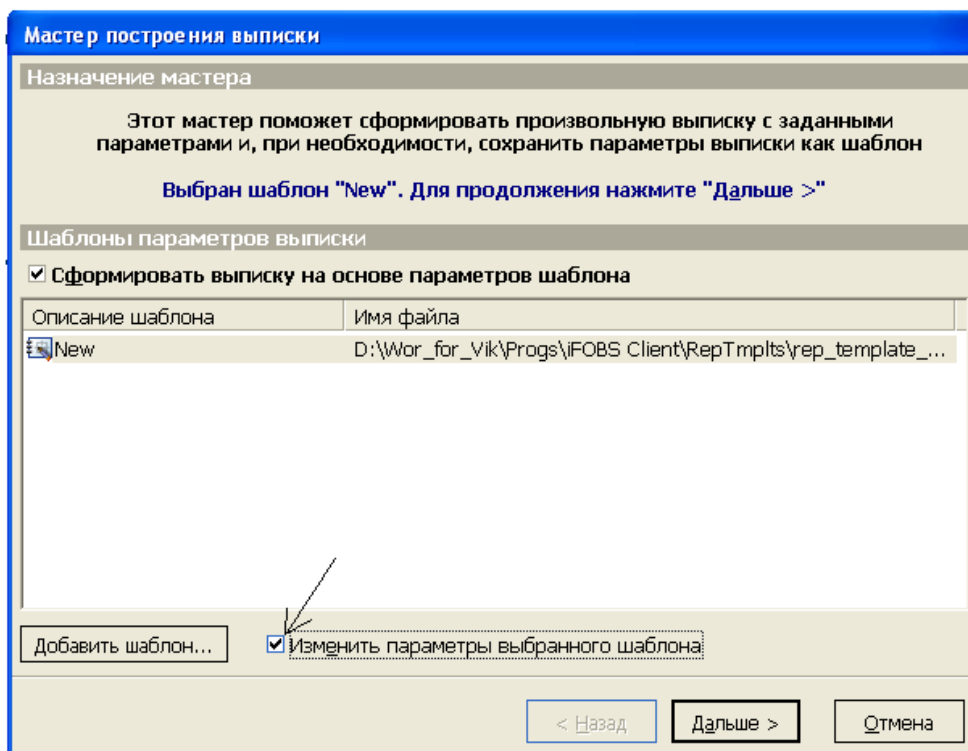 Мастер построения выписки
Назначение мастера
Этот мастер поможет сформировать произвольную выписку с заданными
параметрами и, при необходимости, сохранить параметры выписки как шаблон
Выбран шаблон "New". Для продолжения нажмите "Дальше >"
Шаблоны параметров выписки
Сформировать выписку на основе параметров шаблона
Описание шаблона Имя файла
New D:\Wor_for_Vik\Progs\iFOBS Client\RepTmplts\rep_template_...
Добавить шаблон... Изменить параметры выбранного шаблона
< Назад Дальше > Отмена